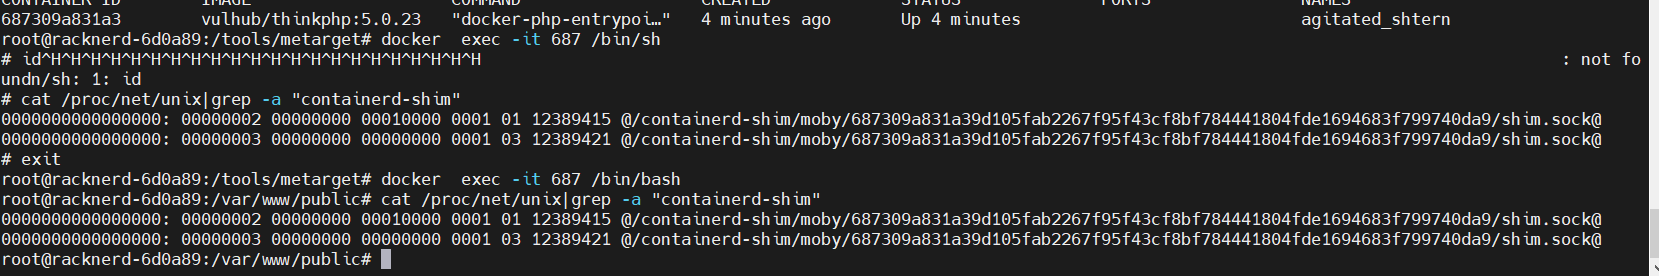 CONTAINER ID IMAGE COMMAND CREATED STATUS PORTS NAMES
687309a831a3 vulhub/thinkphp:5.0.23 "docker-php-entrypoi…" 4 minutes ago Up 4 minutes agitated_shtern
root@racknerd-6d0a89:/tools/metarget# docker  exec -it 687 /bin/sh
# id^H^H^H^H^H^H^H^H^H^H^H^H^H^H^H^H^H^H^H^H^H^H : not fo
undn/sh: 1: id
# cat /proc/net/unix|grep -a "containerd-shim"
0000000000000000: 00000002 00000000 00010000 0001 01 12389415 @/containerd-shim/moby/687309a831a39d105fab2267f95f43cf8bf784441804fde1694683f799740da9/shim.sock@
0000000000000000: 00000003 00000000 00000000 0001 03 12389421 @/containerd-shim/moby/687309a831a39d105fab2267f95f43cf8bf784441804fde1694683f799740da9/shim.sock@
# exit
root@racknerd-6d0a89:/tools/metarget# docker  exec -it 687 /bin/bash
root@racknerd-6d0a89:/var/www/public# cat /proc/net/unix|grep -a "containerd-shim"
0000000000000000: 00000002 00000000 00010000 0001 01 12389415 @/containerd-shim/moby/687309a831a39d105fab2267f95f43cf8bf784441804fde1694683f799740da9/shim.sock@
0000000000000000: 00000003 00000000 00000000 0001 03 12389421 @/containerd-shim/moby/687309a831a39d105fab2267f95f43cf8bf784441804fde1694683f799740da9/shim.sock@
root@racknerd-6d0a89:/var/www/public#